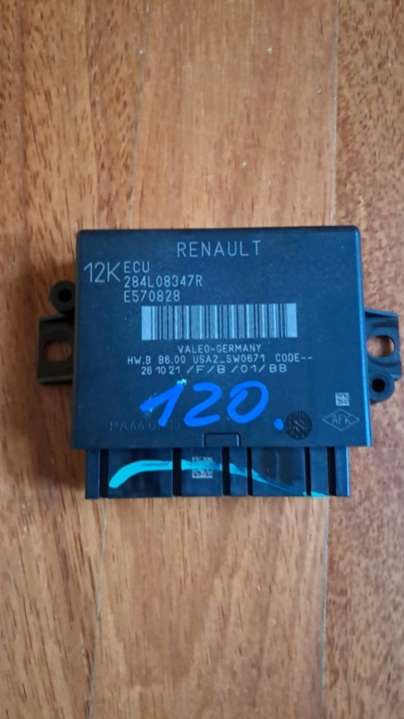 RENAULT
12K ECU
284L08347R
E570828
VALEO-GERMANY
HW.B B6.00 USA2_SW0671 CODE--
261021/F/B/01/BB
120.
AFK